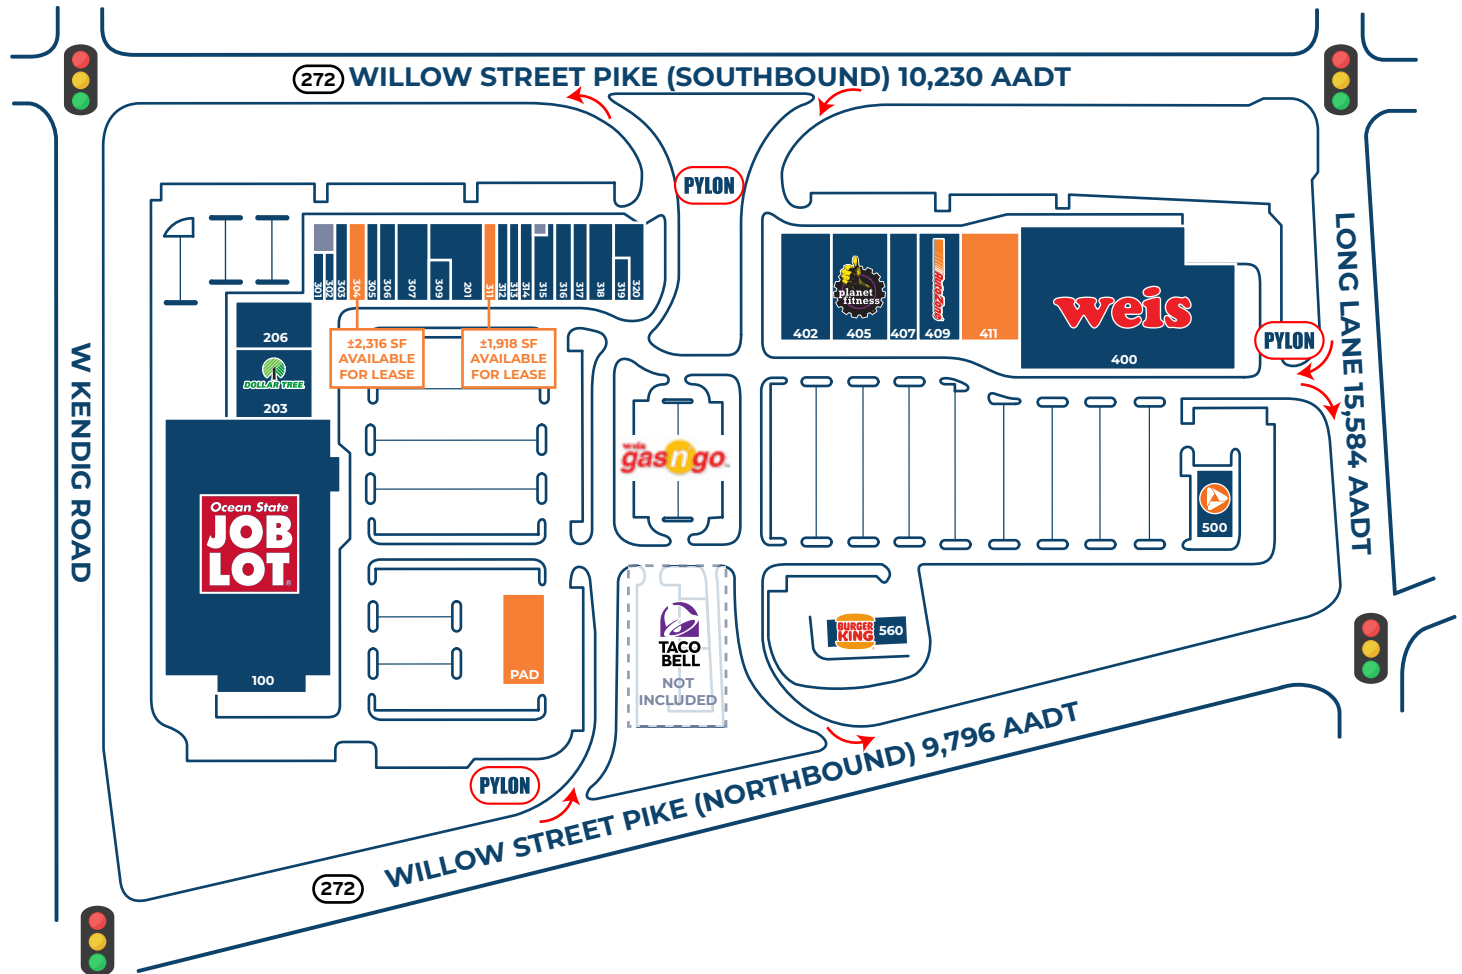 272 WILLOW STREET PIKE (SOUTHBOUND) 10,230 AADT
PYLON
LONG LANE 15,584 AADT
W KENDIG ROAD
301
302
303
304
305
306
307
309
201
311
312
313
314
315
316
317
318
319
320
±2,316 SF
AVAILABLE
FOR LEASE
±1,918 SF
AVAILABLE
FOR LEASE
206
DOLLAR TREE
203
402
planet
fitness
405
407
AutoZone
409
411
weis
400
PYLON
weis
gasngo
Ocean State
JOB
LOT
100
500
PAD
TACO
BELL
NOT
INCLUDED
BURGER
KING
560
PYLON
272 WILLOW STREET PIKE (NORTHBOUND) 9,796 AADT